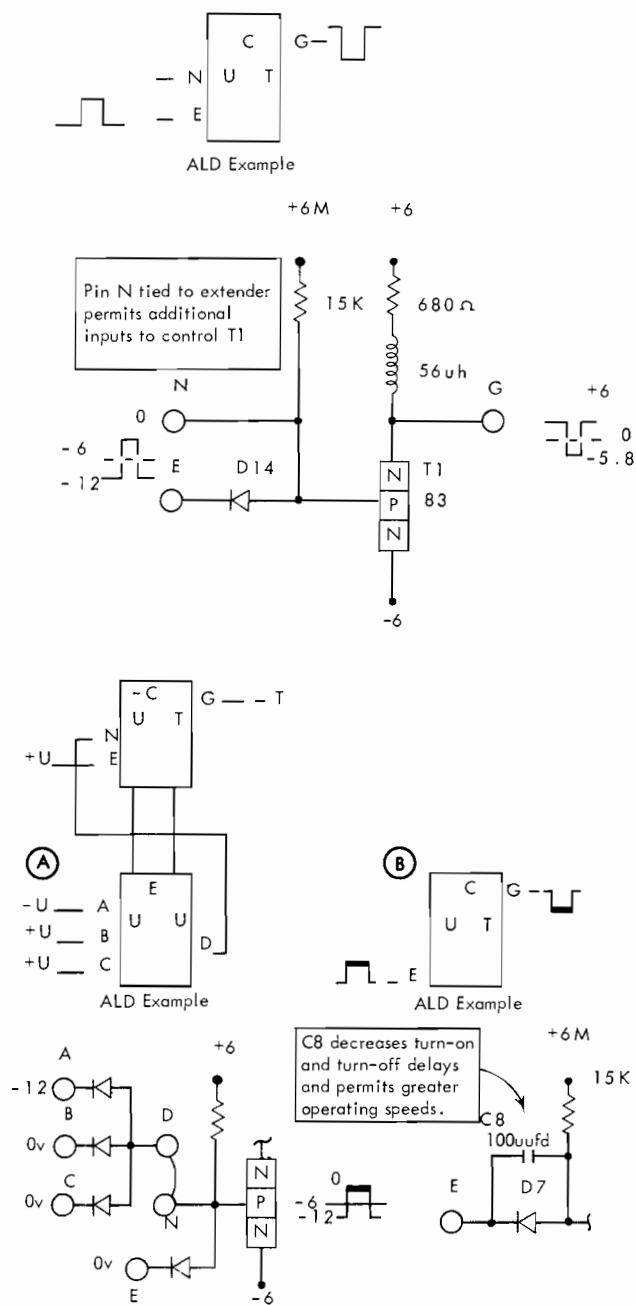 C
G
N U T
E
ALD Example
+6M +6
Pin N tied to extender
permits additional
inputs to control T1
15K 680Ω
56uh
N
G
+6
0
0
-6
-5.8
E D14
-12
N T1
P 83
N
-6
-C
G — – T
U T
N
+U E
A
B
E
-U A U U
+U B D
+U C
ALD Example
C
G
U T
E
ALD Example
C8 decreases turn-on
and turn-off delays
and permits greater
operating speeds.
+6M
15K
C8
100uufd
E D7
A
+6
-12
B D
0v
C
0v
N
N
P
N
0
-6
-12
0v
E
-6